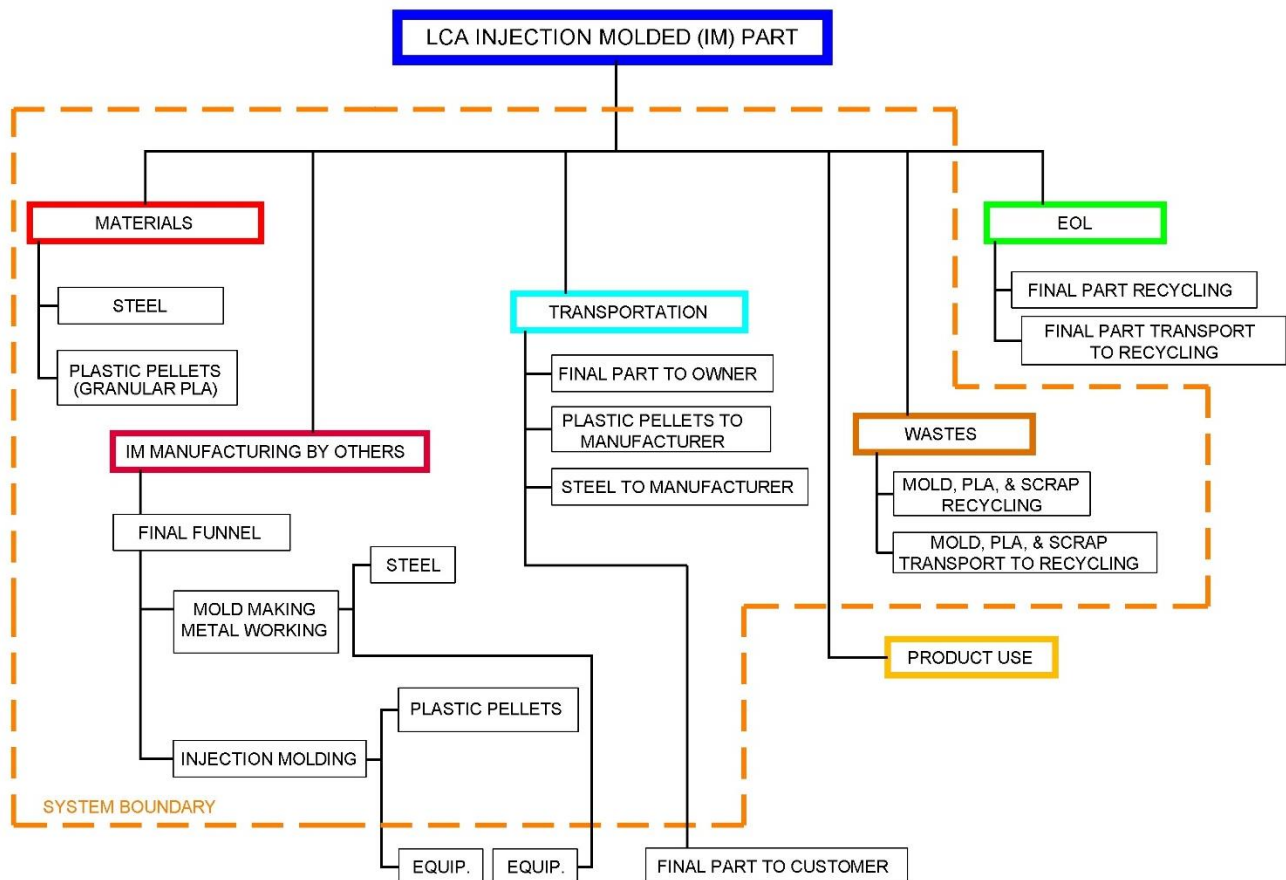 LCA INJECTION MOLDED (IM) PART
MATERIALS
STEEL
PLASTIC PELLETS
(GRANULAR PLA)
IM MANUFACTURING BY OTHERS
FINAL FUNNEL
MOLD MAKING
METAL WORKING
STEEL
INJECTION MOLDING
PLASTIC PELLETS
EQUIP.
EQUIP.
TRANSPORTATION
FINAL PART TO OWNER
PLASTIC PELLETS TO
MANUFACTURER
STEEL TO MANUFACTURER
FINAL PART TO CUSTOMER
WASTES
MOLD, PLA, & SCRAP
RECYCLING
MOLD, PLA, & SCRAP
TRANSPORT TO RECYCLING
PRODUCT USE
EOL
FINAL PART RECYCLING
FINAL PART TRANSPORT
TO RECYCLING
SYSTEM BOUNDARY